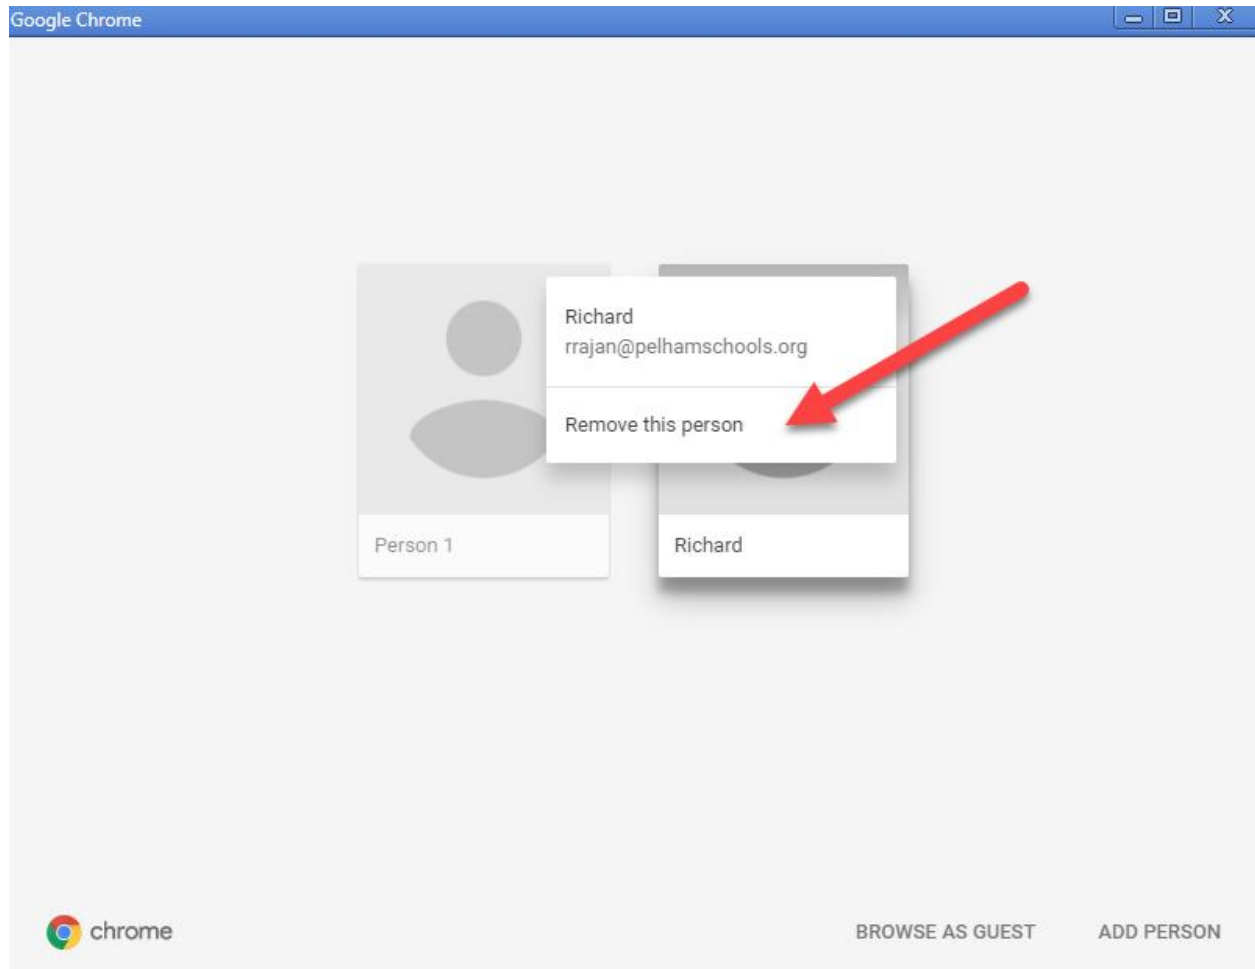 Google Chrome
Richard
rrajan@pelhamschools.org
Remove this person
Person 1
Richard
chrome
BROWSE AS GUEST
ADD PERSON